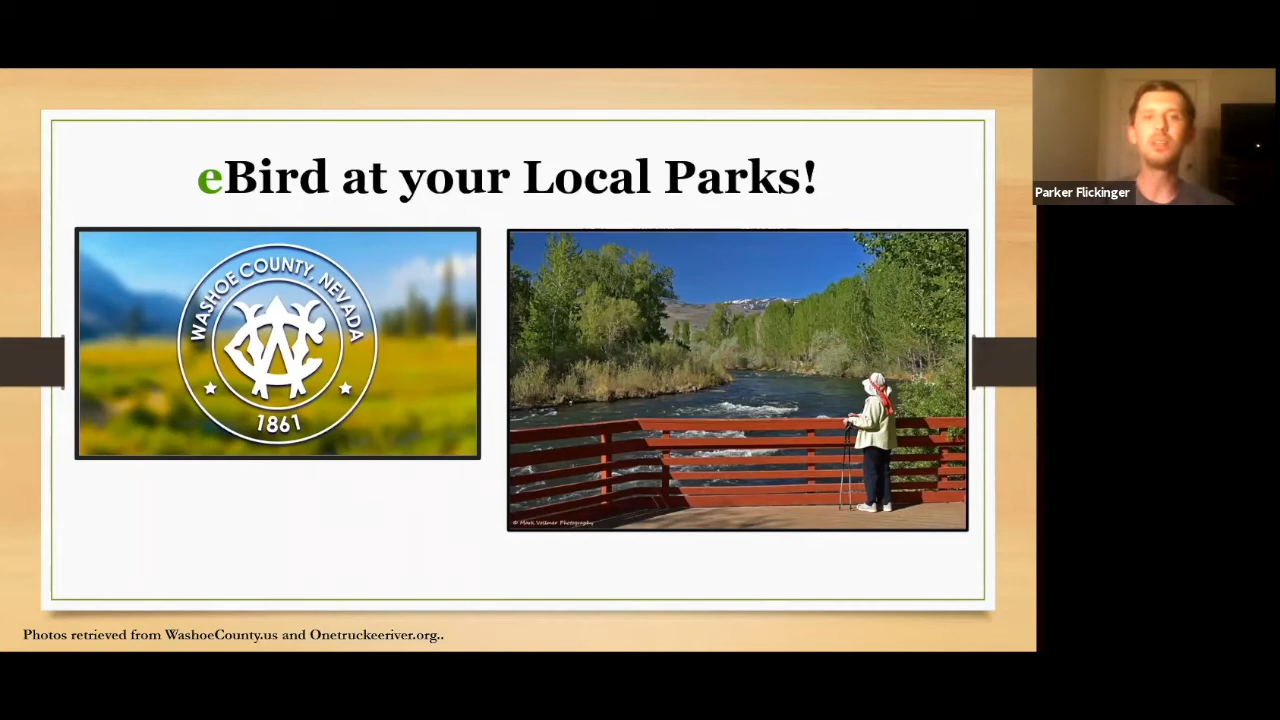 eBird at your Local Parks!
Parker Flickinger
WASHOE COUNTY, NEVADA
1861
© Mark Vollmer Photography
Photos retrieved from WashoeCounty.us and Onetruckeeriver.org..